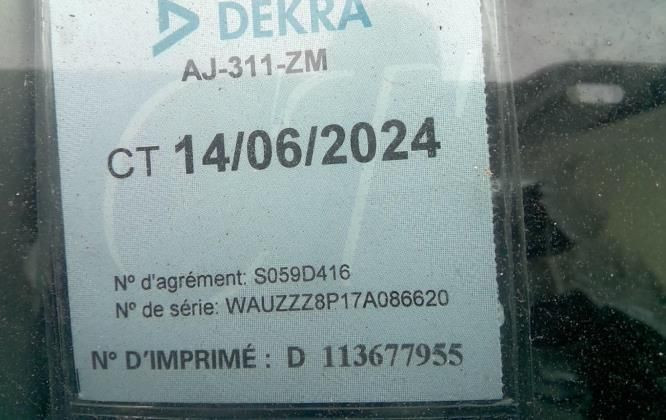 DEKRA
AJ-311-ZM
CT 14/06/2024
N° d'agrément: S059D416
N° de série: WAUZZZ8P17A086620
N° D'IMPRIMÉ : D 113677955